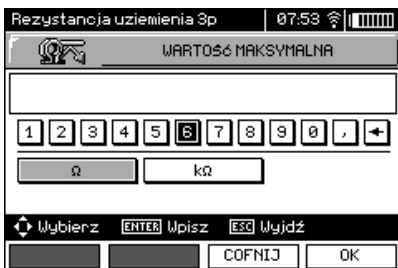 Rezystancja uziemienia 3p 07:53
WARTOŚĆ MAKSYMALNA
1 2 3 4 5 6 7 8 9 0 , ←
Ω kΩ
Wybierz ENTER Wpisz ESC Wyjdź
COFNIJ OK